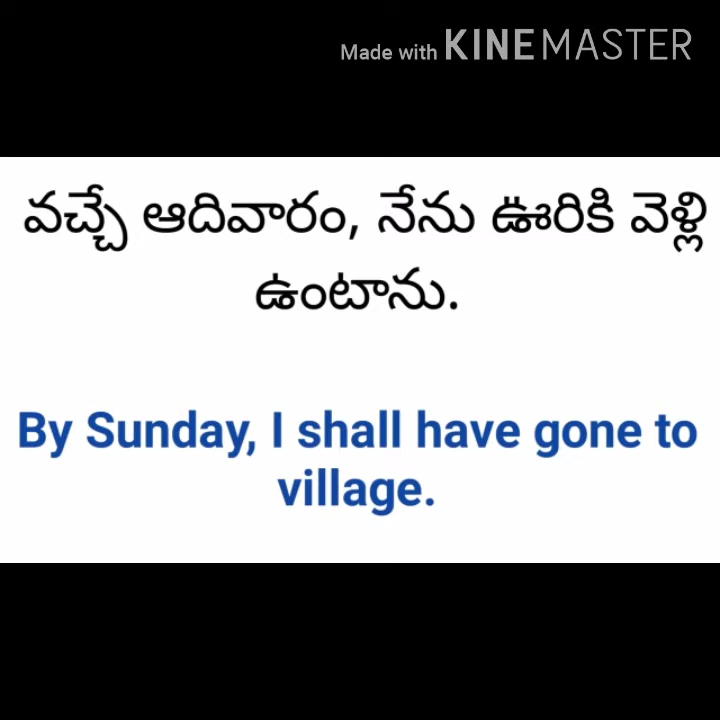 Made with KINEMASTER
వచ్చే ఆదివారం, నేను ఊరికి వెళ్లి
ఉంటాను.
By Sunday, I shall have gone to
village.